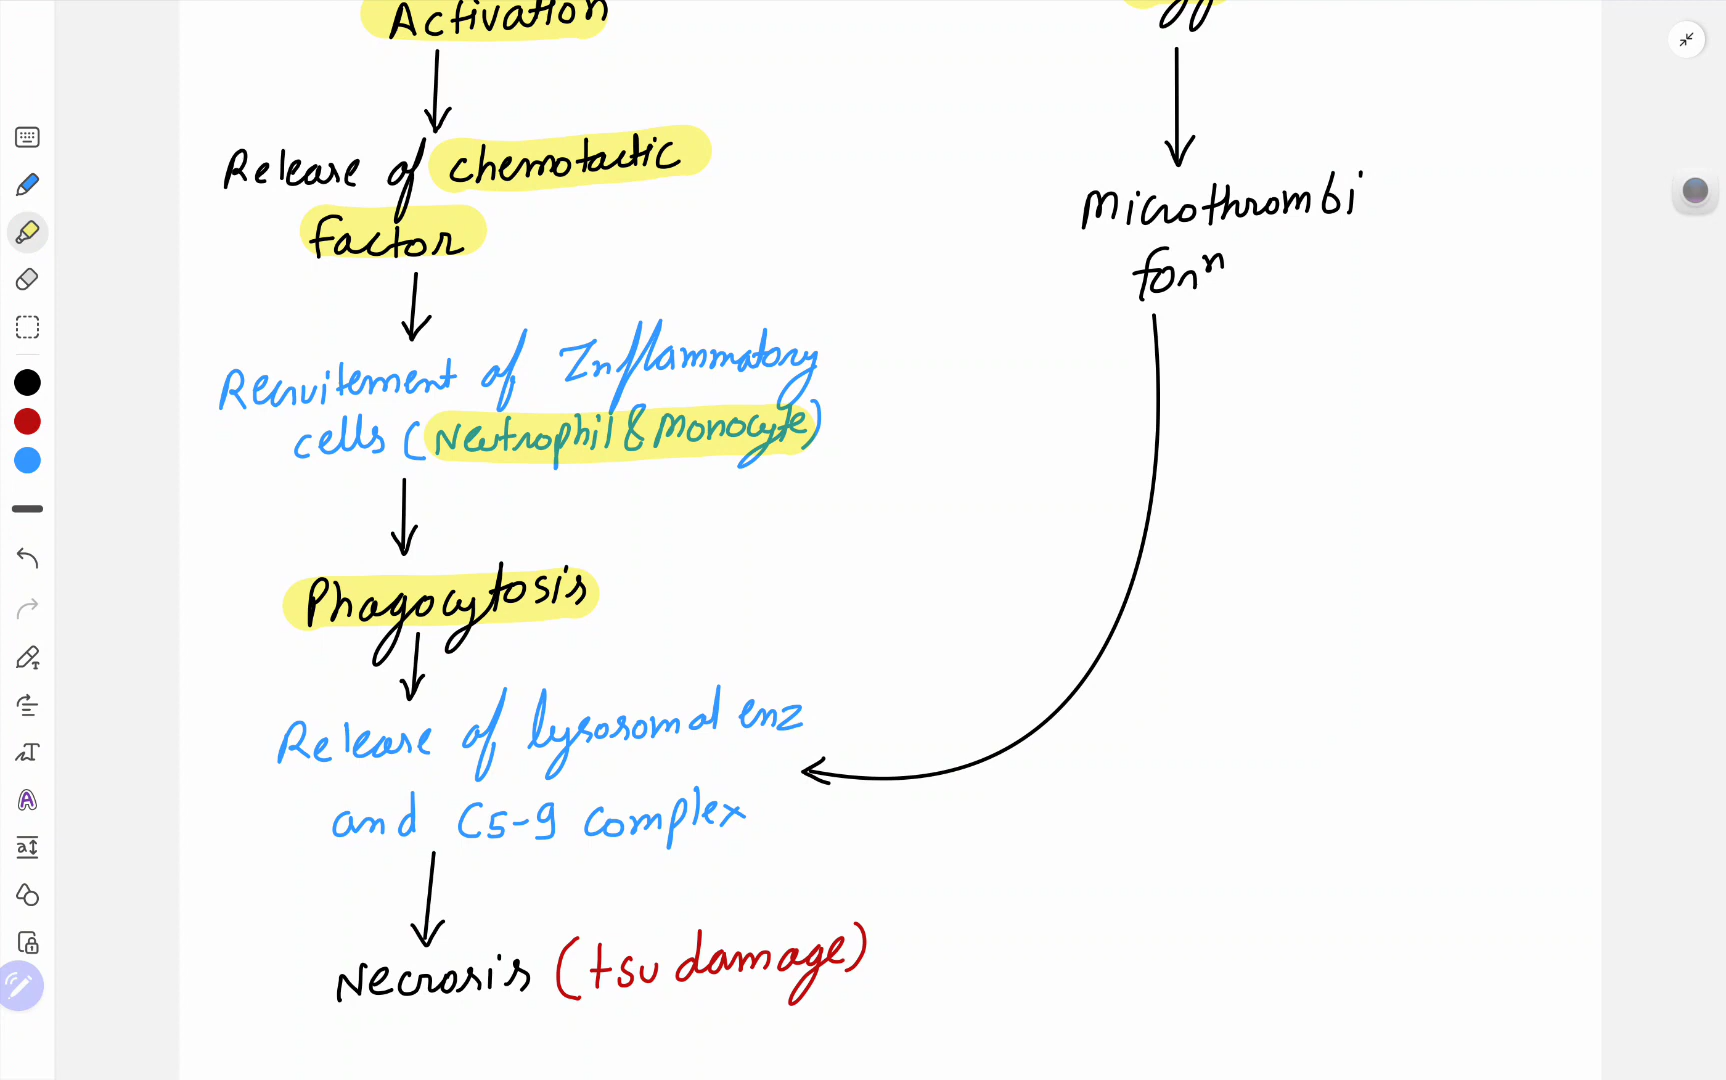 Activation
Release of chemotactic
factor
Recruitement of Inflammatory
cells (Neutrophil & Monocyte)
Phagocytosis
Release of lysosomal enz
and C5-9 complex
Necrosis (tsu damage)
Microthrombi
forⁿ